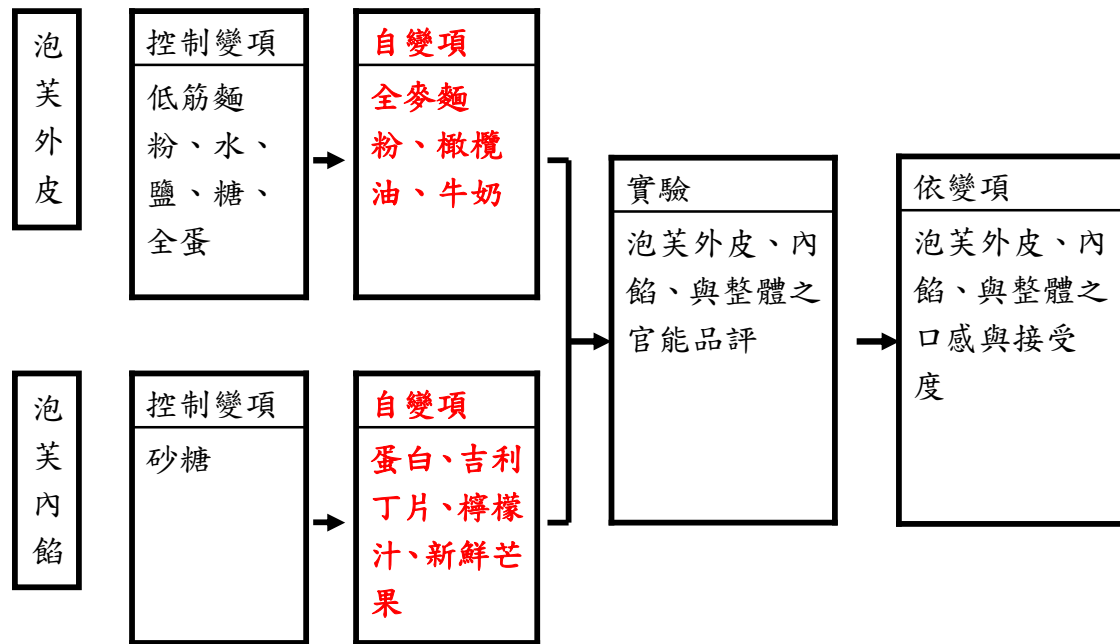 泡芙外皮
控制變項
低筋麵
粉、水、
鹽、糖、
全蛋
自變項
全麥麵
粉、橄欖
油、牛奶
泡芙內餡
控制變項
砂糖
自變項
蛋白、吉利
丁片、檸檬
汁、新鮮芒
果
實驗
泡芙外皮、內
餡、與整體之
官能品評
依變項
泡芙外皮、內
餡、與整體之
口感與接受
度